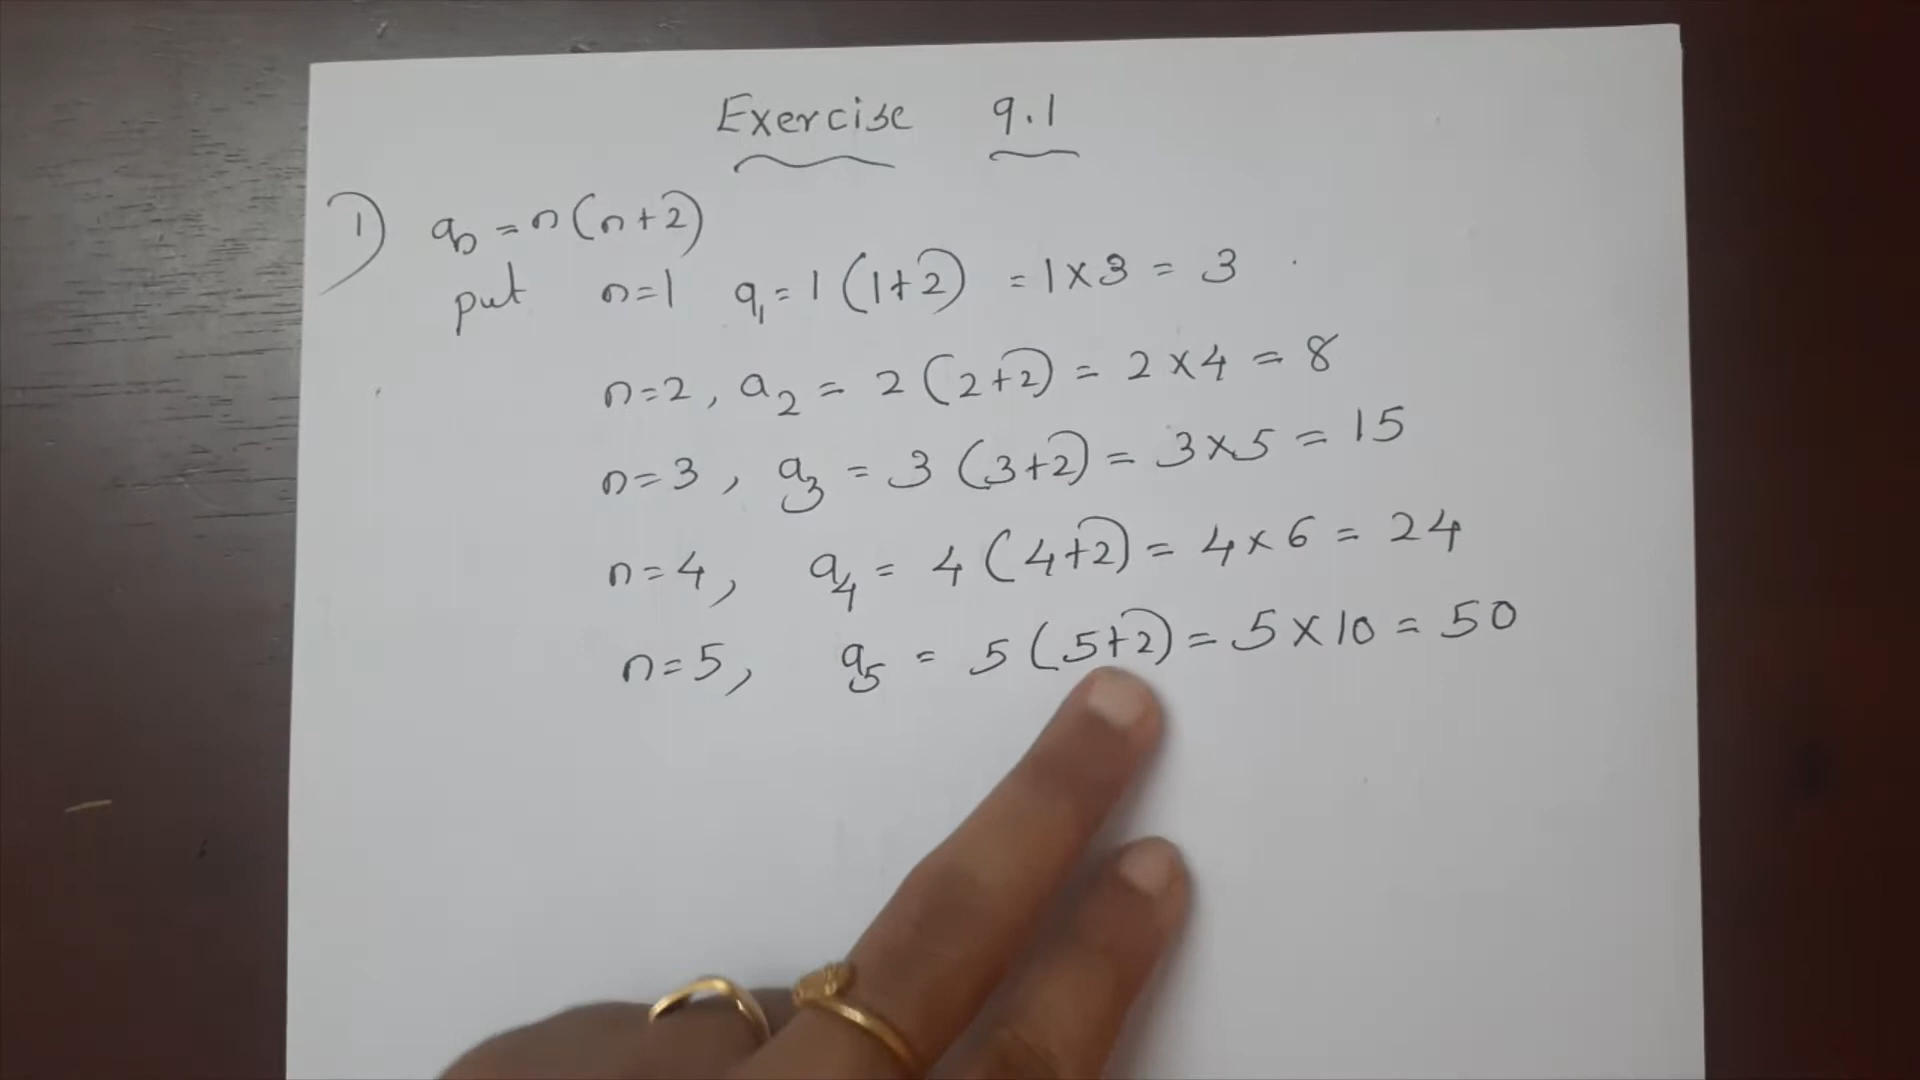 Exercise 9.1
1) aₙ = n(n+2)
put n=1 a₁ = 1(1+2) = 1×3 = 3
n=2, a₂ = 2(2+2) = 2×4 = 8
n=3, a₃ = 3(3+2) = 3×5 = 15
n=4, a₄ = 4(4+2) = 4×6 = 24
n=5, a₅ = 5(5+2) = 5×10 = 50